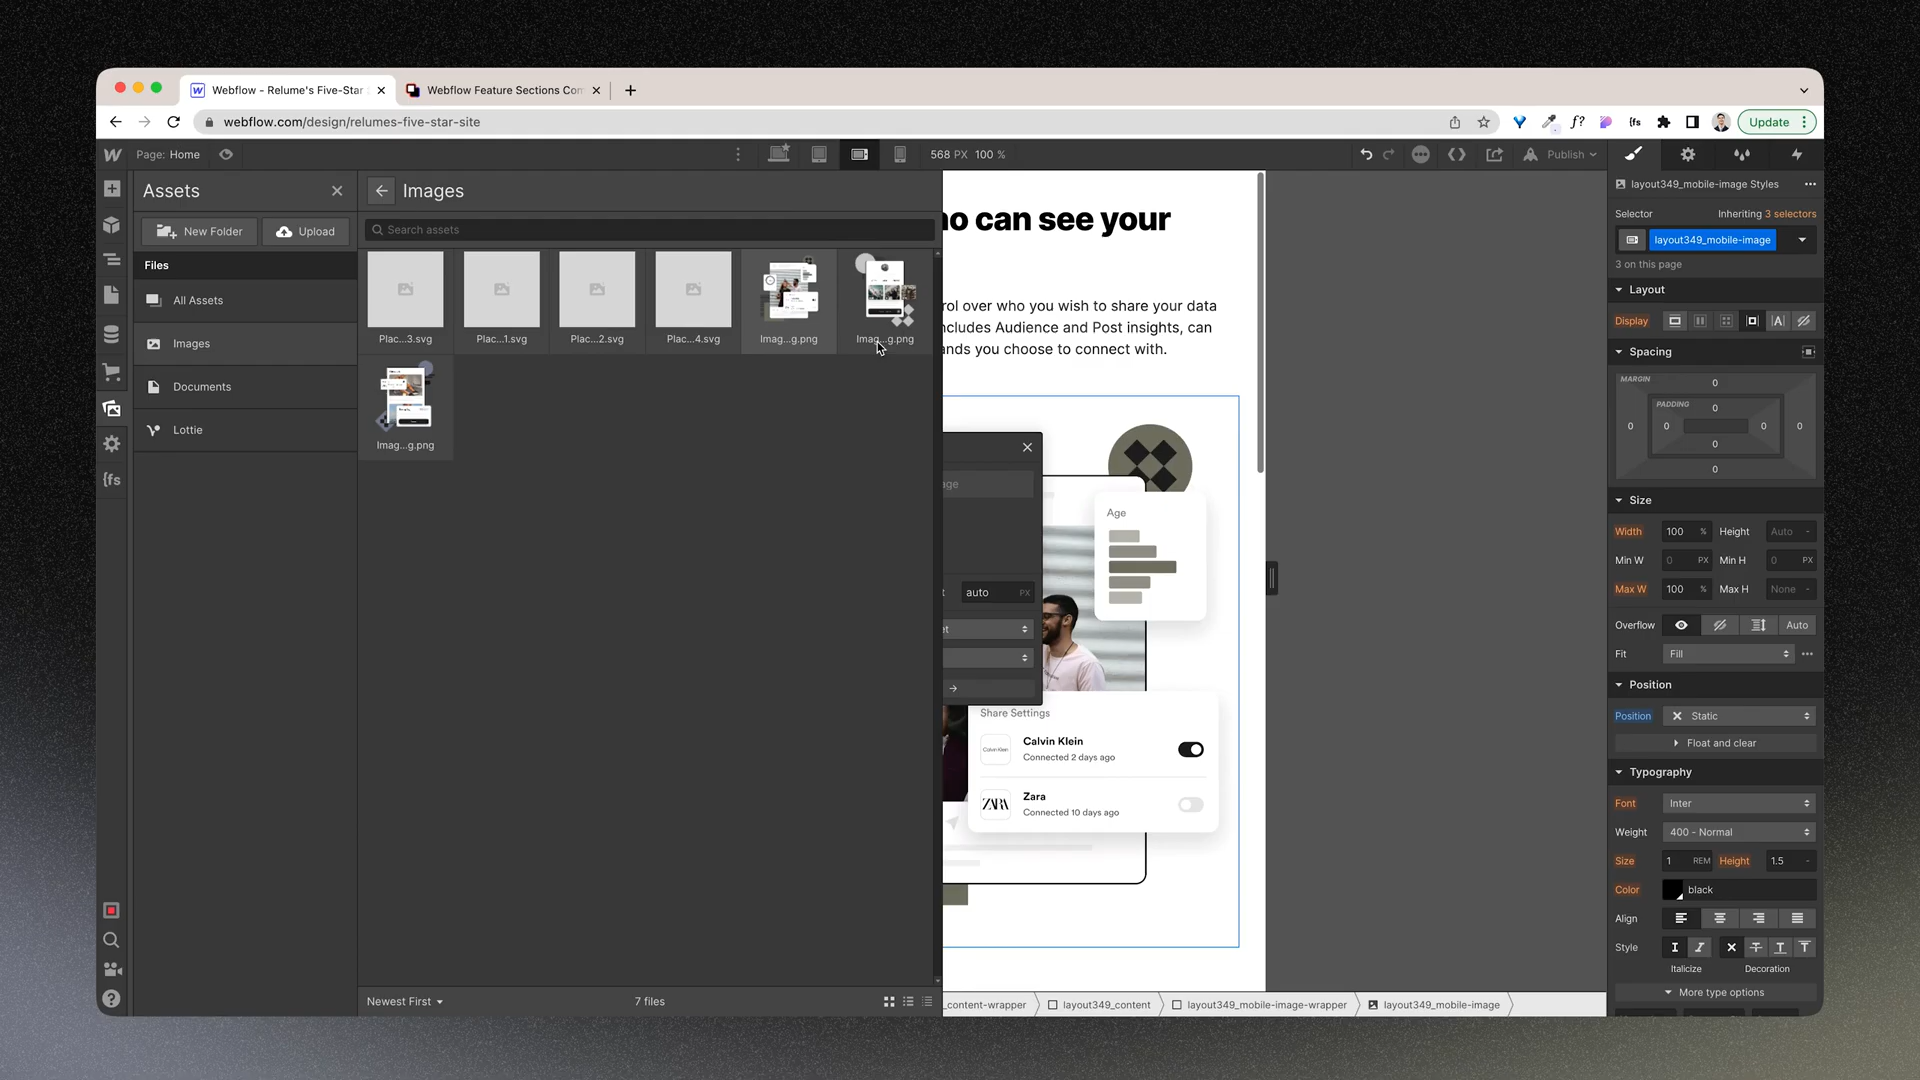 Webflow - Relume's Five-Star
Webflow Feature Sections Com
webflow.com/design/relumes-five-star-site
f?
{fs
Update
Page: Home
568 PX 100 %
Publish
Assets
New Folder
Upload
Files
All Assets
Images
Documents
Lottie
{fs
Images
Search assets
Plac...3.svg
Plac...1.svg
Plac...2.svg
Plac...4.svg
Imag...g.png
Imag...g.png
Imag...g.png
Newest First
7 files
o can see your
rol over who you wish to share your data
ncludes Audience and Post insights, can
ands you choose to connect with.
age
auto PX
Age
Share Settings
Calvin Klein
Calvin Klein
Connected 2 days ago
ZARA
Zara
Connected 10 days ago
_content-wrapper
layout349_content
layout349_mobile-image-wrapper
layout349_mobile-image
layout349_mobile-image Styles
Selector
Inheriting 3 selectors
layout349_mobile-image
3 on this page
Layout
Display
Spacing
MARGIN
0
PADDING
0
0 0 0 0
0
0
Size
Width 100 % Height Auto -
Min W 0 PX Min H 0 PX
Max W 100 % Max H None -
Overflow Auto
Fit Fill
Position
Position Static
Float and clear
Typography
Font Inter
Weight 400 - Normal
Size 1 REM Height 1.5 -
Color black
Align
Style
Italicize Decoration
More type options